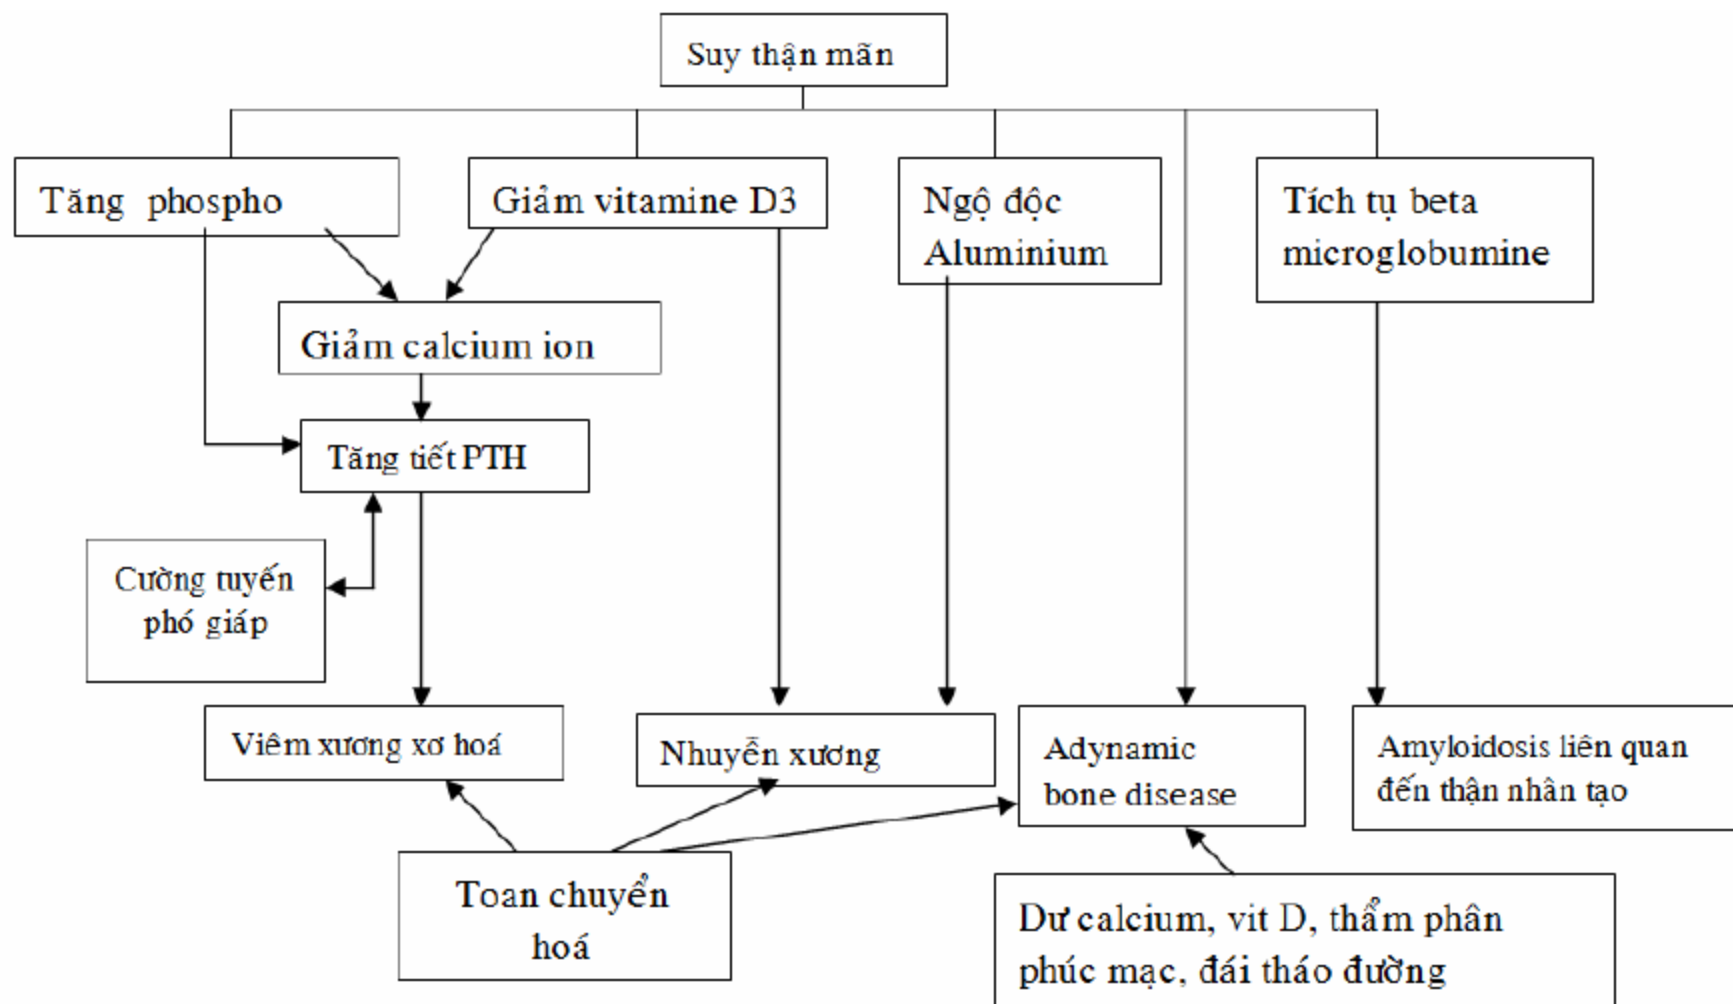 Suy thận mãn
Tăng phospho
Giảm vitamine D3
Ngộ độc
Aluminium
Tích tụ beta
microglobumine
Giảm calcium ion
Tăng tiết PTH
Cường tuyến
phó giáp
Viêm xương xơ hoá
Nhuyễn xương
Adynamic
bone disease
Amyloidosis liên quan
đến thận nhân tạo
Toan chuyển
hoá
Dư calcium, vit D, thẩm phân
phúc mạc, đái tháo đường